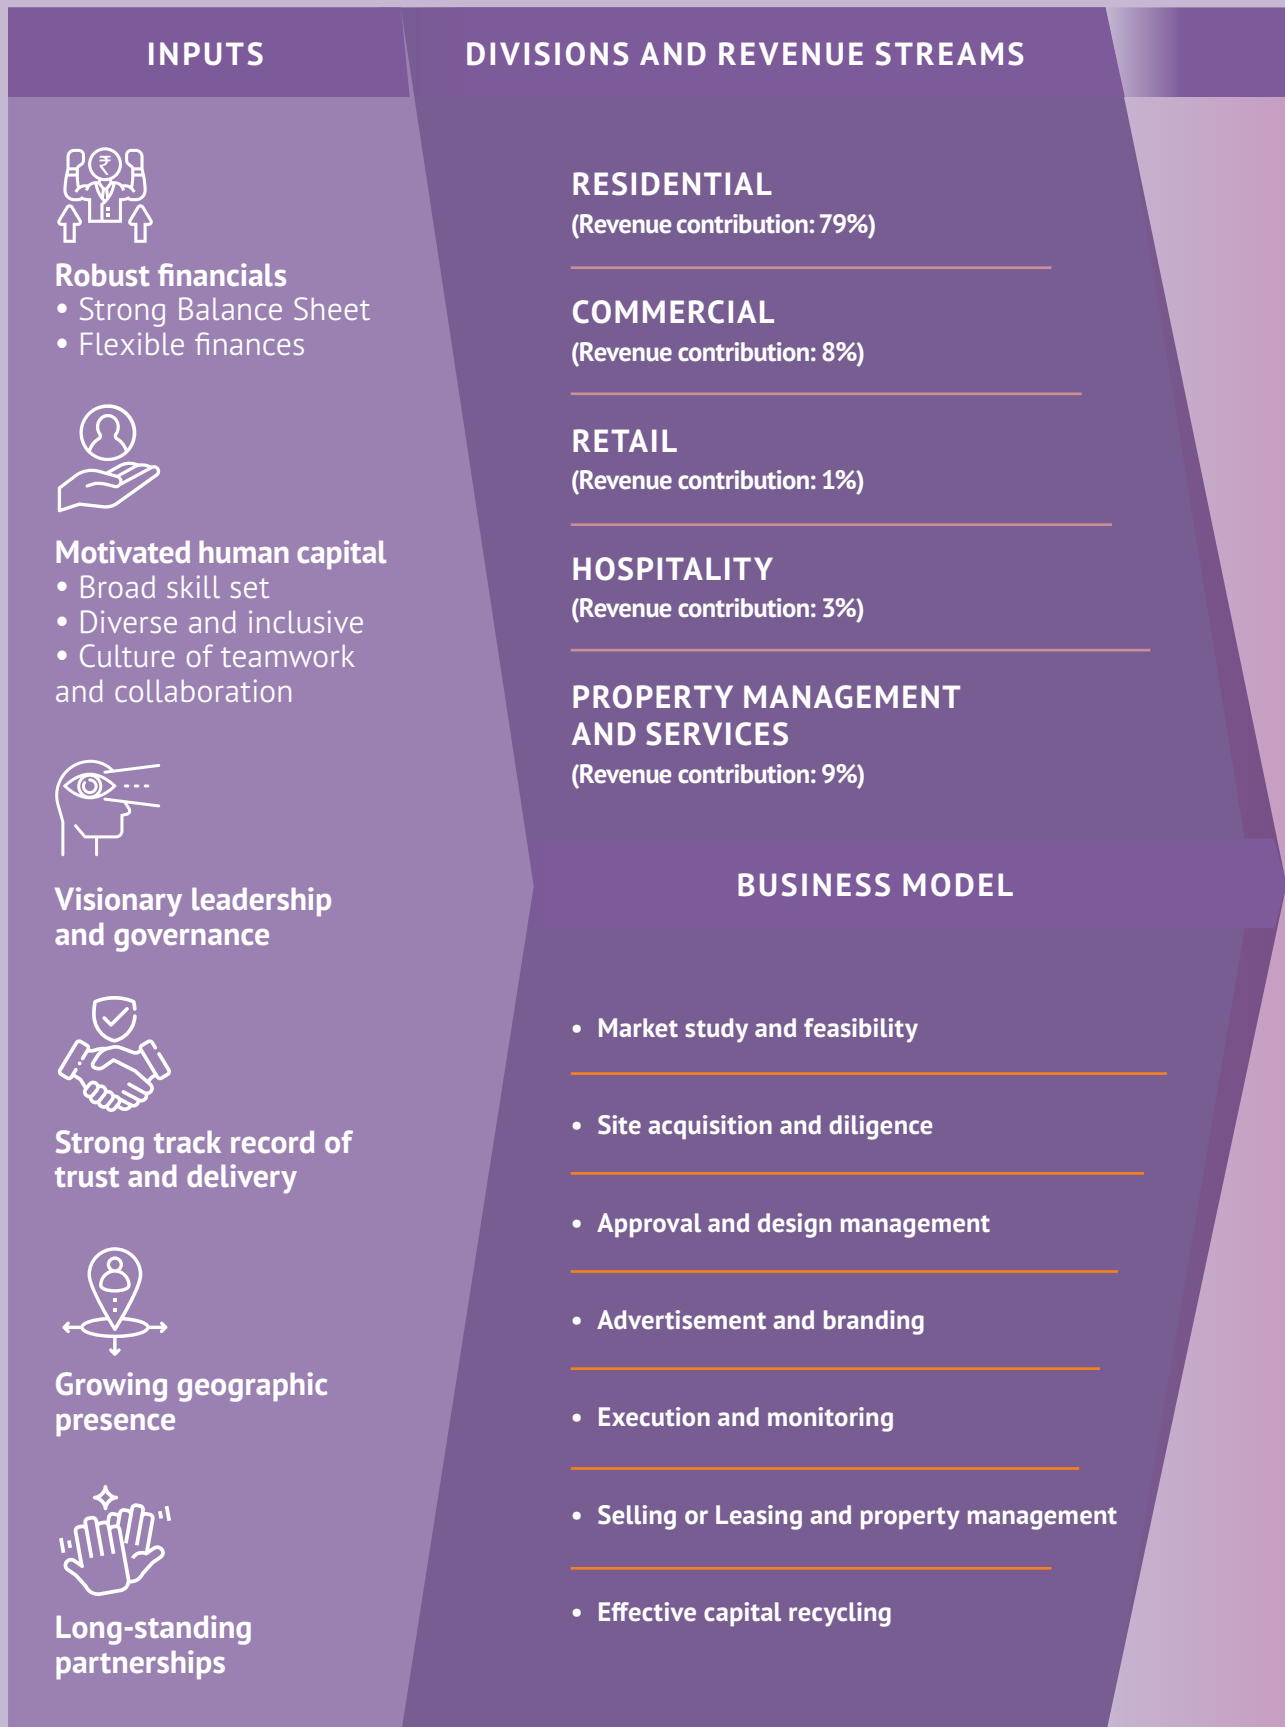 INPUTS
₹
Robust financials
• Strong Balance Sheet
• Flexible finances
Motivated human capital
• Broad skill set
• Diverse and inclusive
• Culture of teamwork
and collaboration
Visionary leadership
and governance
Strong track record of
trust and delivery
Growing geographic
presence
Long-standing
partnerships
DIVISIONS AND REVENUE STREAMS
RESIDENTIAL
(Revenue contribution: 79%)
COMMERCIAL
(Revenue contribution: 8%)
RETAIL
(Revenue contribution: 1%)
HOSPITALITY
(Revenue contribution: 3%)
PROPERTY MANAGEMENT
AND SERVICES
(Revenue contribution: 9%)
BUSINESS MODEL
• Market study and feasibility
• Site acquisition and diligence
• Approval and design management
• Advertisement and branding
• Execution and monitoring
• Selling or Leasing and property management
• Effective capital recycling